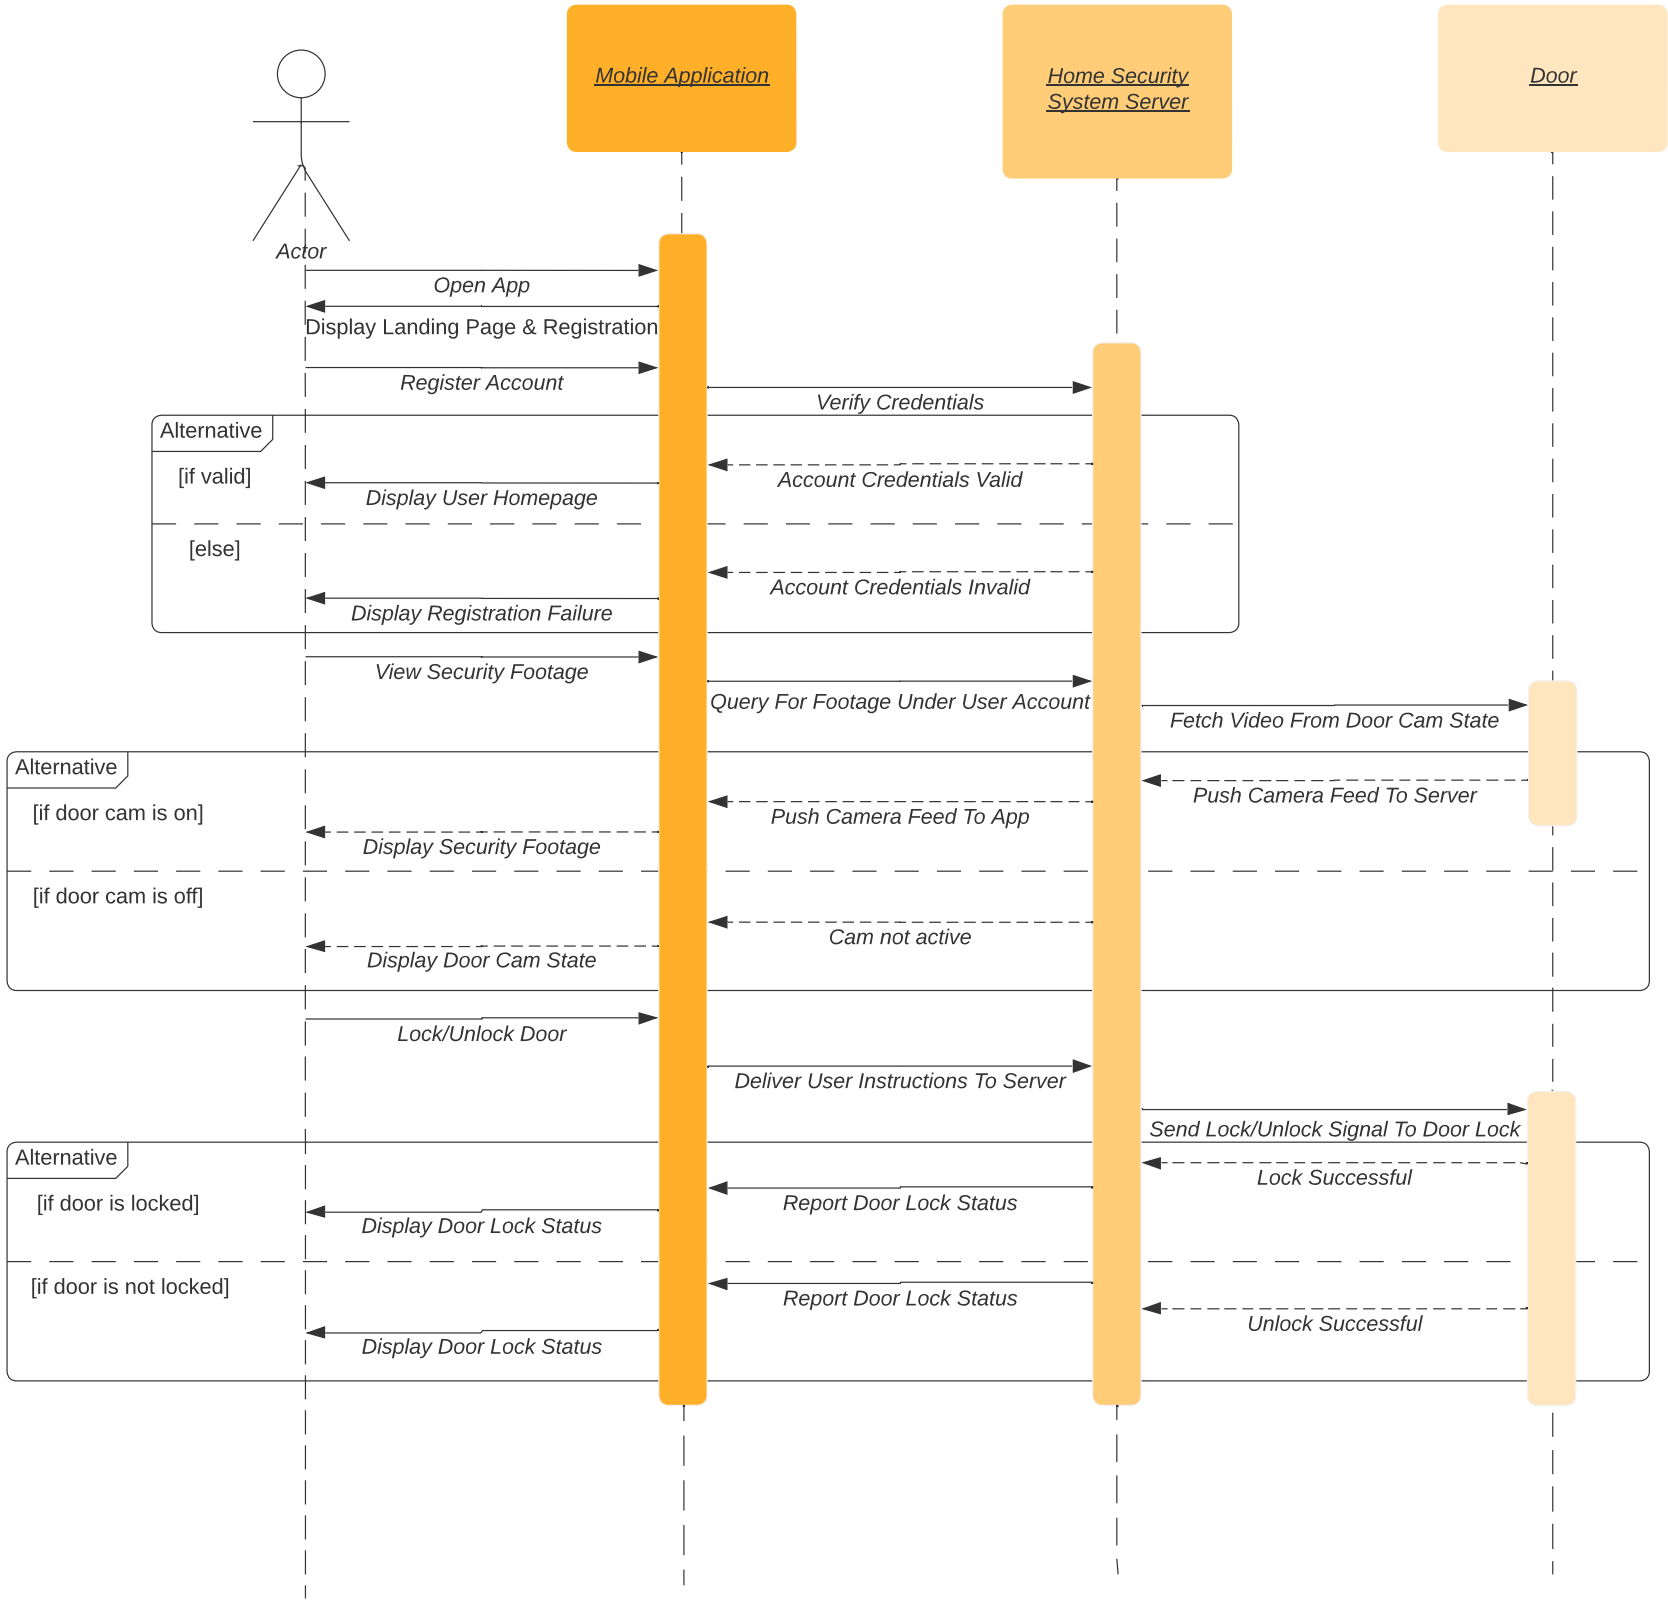 Mobile Application
Home Security
System Server
Door
Actor
Open App
Display Landing Page & Registration
Register Account
Verify Credentials
Alternative
[if valid]
Account Credentials Valid
Display User Homepage
[else]
Account Credentials Invalid
Display Registration Failure
View Security Footage
Query For Footage Under User Account
Fetch Video From Door Cam State
Alternative
Push Camera Feed To Server
[if door cam is on]
Push Camera Feed To App
Display Security Footage
[if door cam is off]
Cam not active
Display Door Cam State
Lock/Unlock Door
Deliver User Instructions To Server
Send Lock/Unlock Signal To Door Lock
Alternative
Lock Successful
[if door is locked]
Report Door Lock Status
Display Door Lock Status
[if door is not locked]
Report Door Lock Status
Unlock Successful
Display Door Lock Status